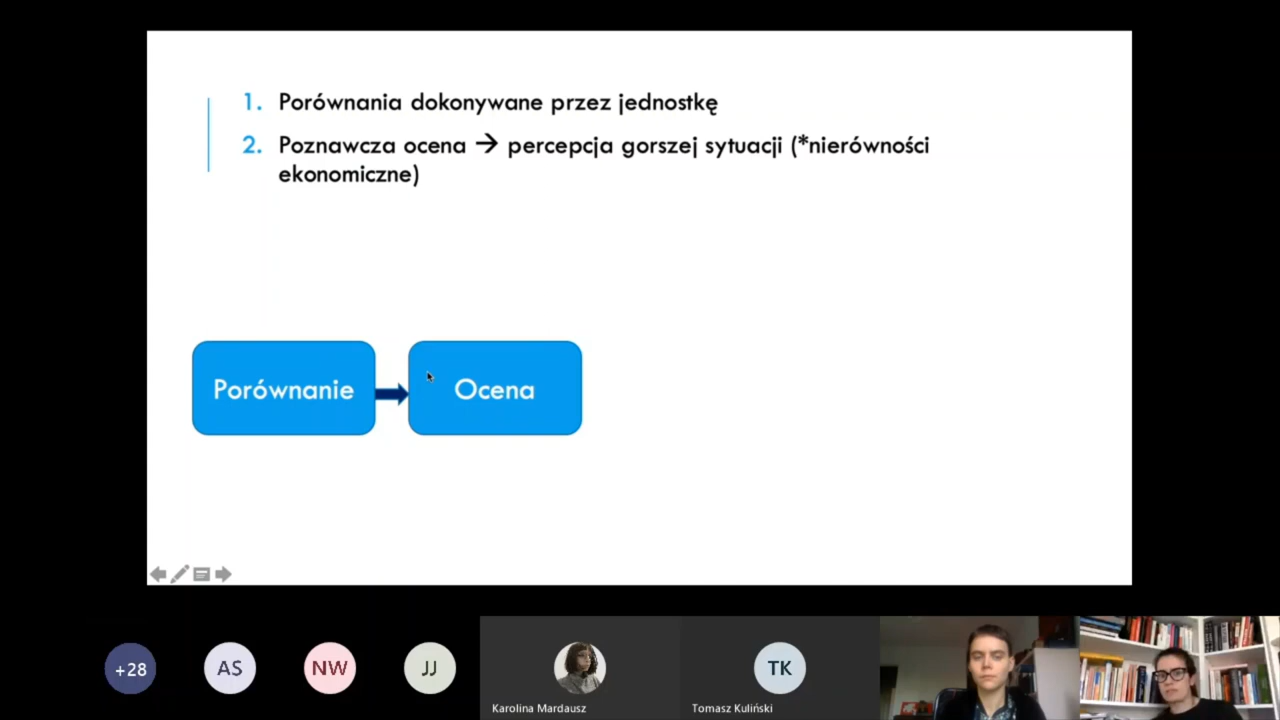 1. Porównania dokonywane przez jednostkę
2. Poznawcza ocena → percepcja gorszej sytuacji (*nierówności
ekonomiczne)
Porównanie
Ocena
+28
AS
NW
JJ
TK
Karolina Mardausz
Tomasz Kuliński